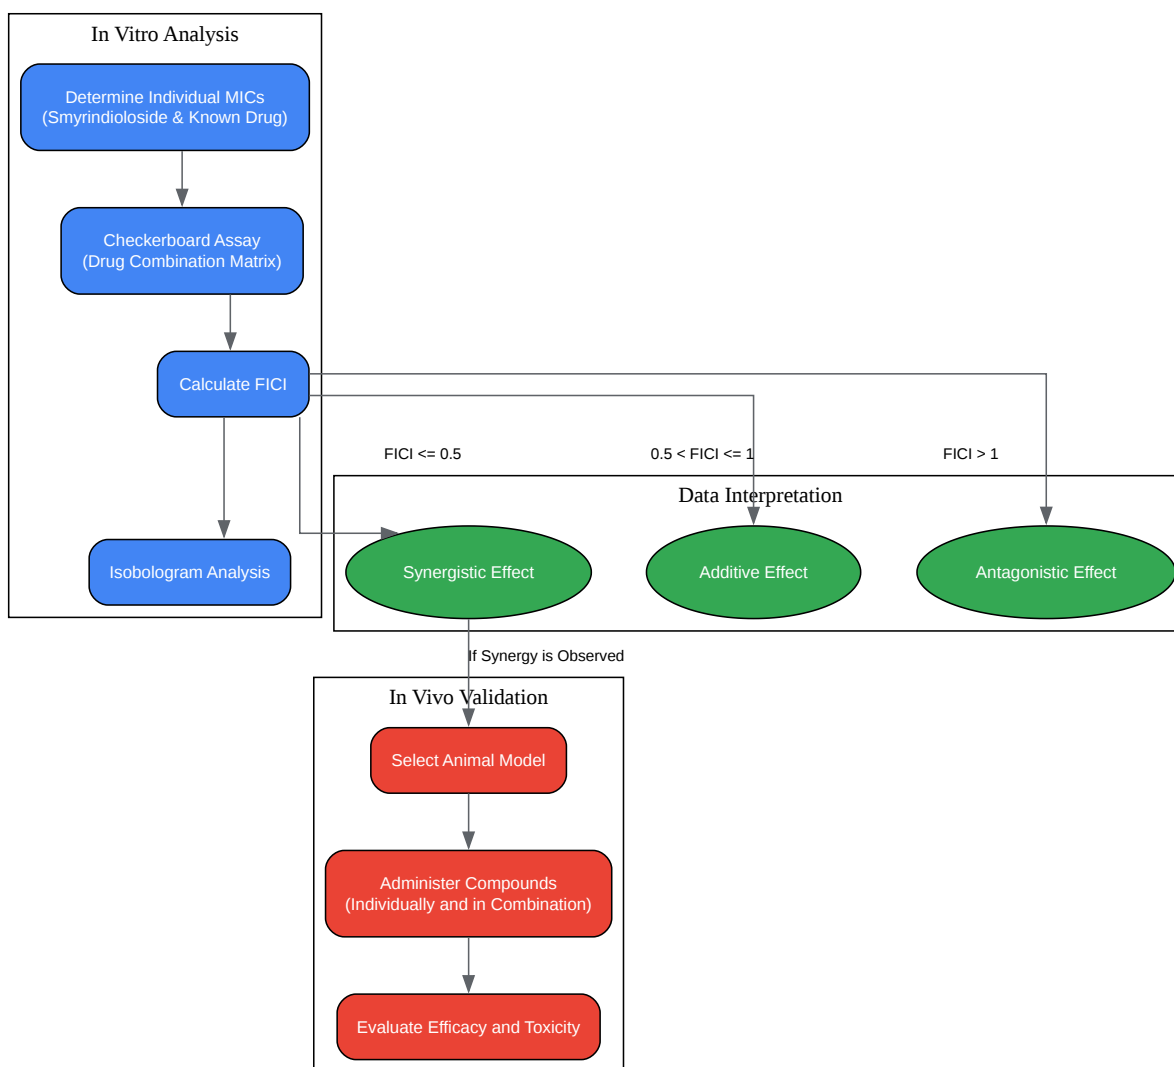 In Vitro Analysis
Determine Individual MICs
(Smyrindioloside & Known Drug)
Checkerboard Assay
(Drug Combination Matrix)
Calculate FICI
Isobologram Analysis
FICI <= 0.5
0.5 < FICI <= 1
FICI > 1
Data Interpretation
Synergistic Effect
Additive Effect
Antagonistic Effect
If Synergy is Observed
In Vivo Validation
Select Animal Model
Administer Compounds
(Individually and in Combination)
Evaluate Efficacy and Toxicity